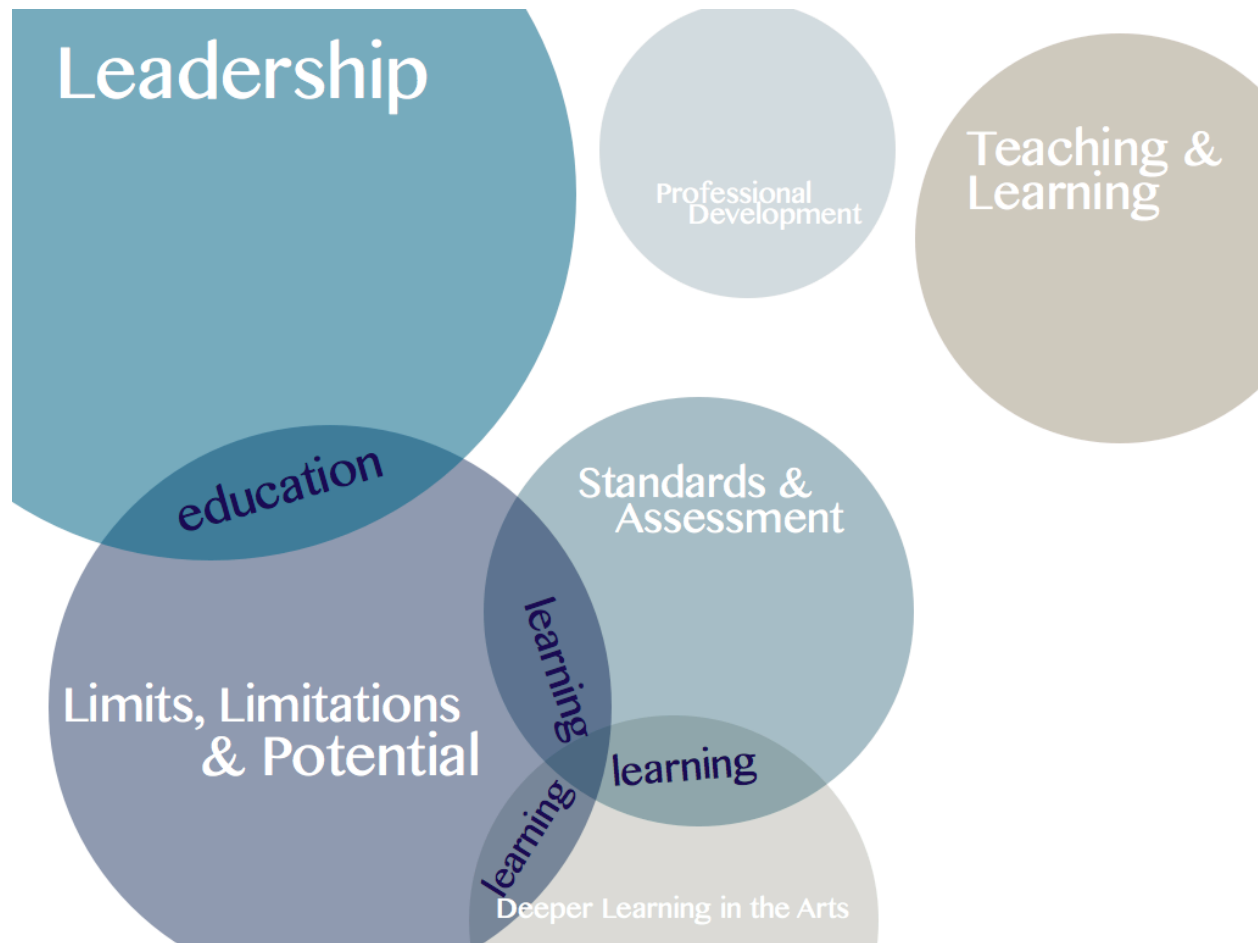 Leadership
Professional
Development
Teaching &
Learning
education
Standards &
Assessment
learning
Limits, Limitations
& Potential
learning
learning
Deeper Learning in the Arts